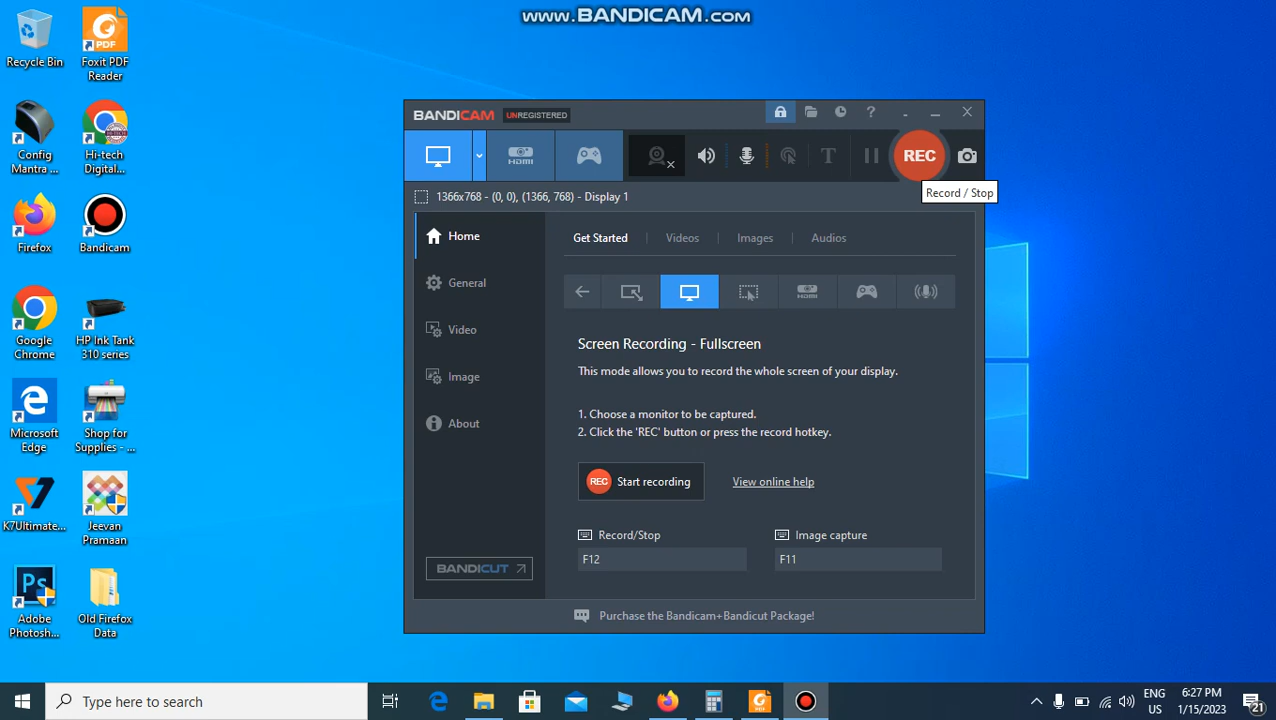 www.BANDICAM.com
Recycle Bin
Foxit PDF
Reader
Config
Mantra ...
Hi-tech
Digital...
Firefox
Bandicam
Google
Chrome
HP Ink Tank
310 series
Microsoft
Edge
Shop for
Supplies - ...
K7Ultimate...
Jeevan
Pramaan
Adobe
Photosh...
Old Firefox
Data
BANDICAM UNREGISTERED
HDMI
REC
Record / Stop
1366x768 - (0, 0), (1366, 768) - Display 1
Home
General
Video
Image
About
BANDICUT
Get Started
Videos
Images
Audios
HDMI
Screen Recording - Fullscreen
This mode allows you to record the whole screen of your display.
1. Choose a monitor to be captured.
2. Click the 'REC' button or press the record hotkey.
REC Start recording
View online help
Record/Stop
F12
Image capture
F11
Purchase the Bandicam+Bandicut Package!
Type here to search
ENG
US
6:27 PM
1/15/2023
21